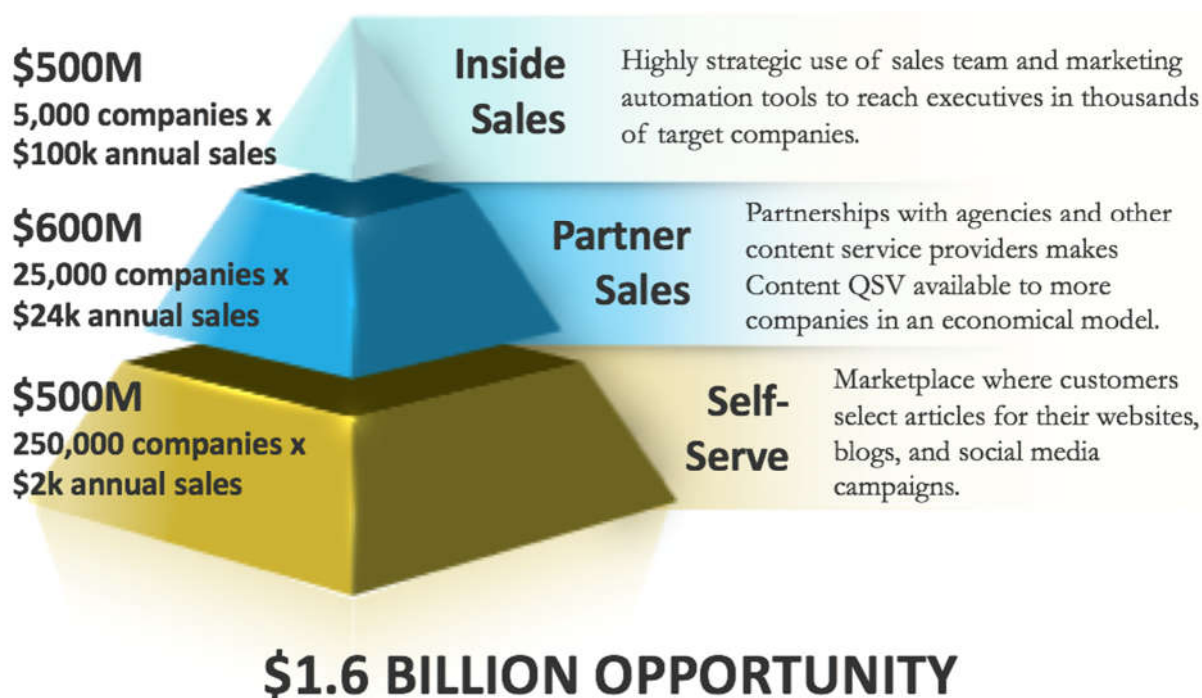 $500M
5,000 companies x
$100k annual sales
Inside
Sales
Highly strategic use of sales team and marketing
automation tools to reach executives in thousands
of target companies.
$600M
25,000 companies x
$24k annual sales
Partner
Sales
Partnerships with agencies and other
content service providers makes
Content QSV available to more
companies in an economical model.
$500M
250,000 companies x
$2k annual sales
Self-
Serve
Marketplace where customers
select articles for their websites,
blogs, and social media
campaigns.
$1.6 BILLION OPPORTUNITY